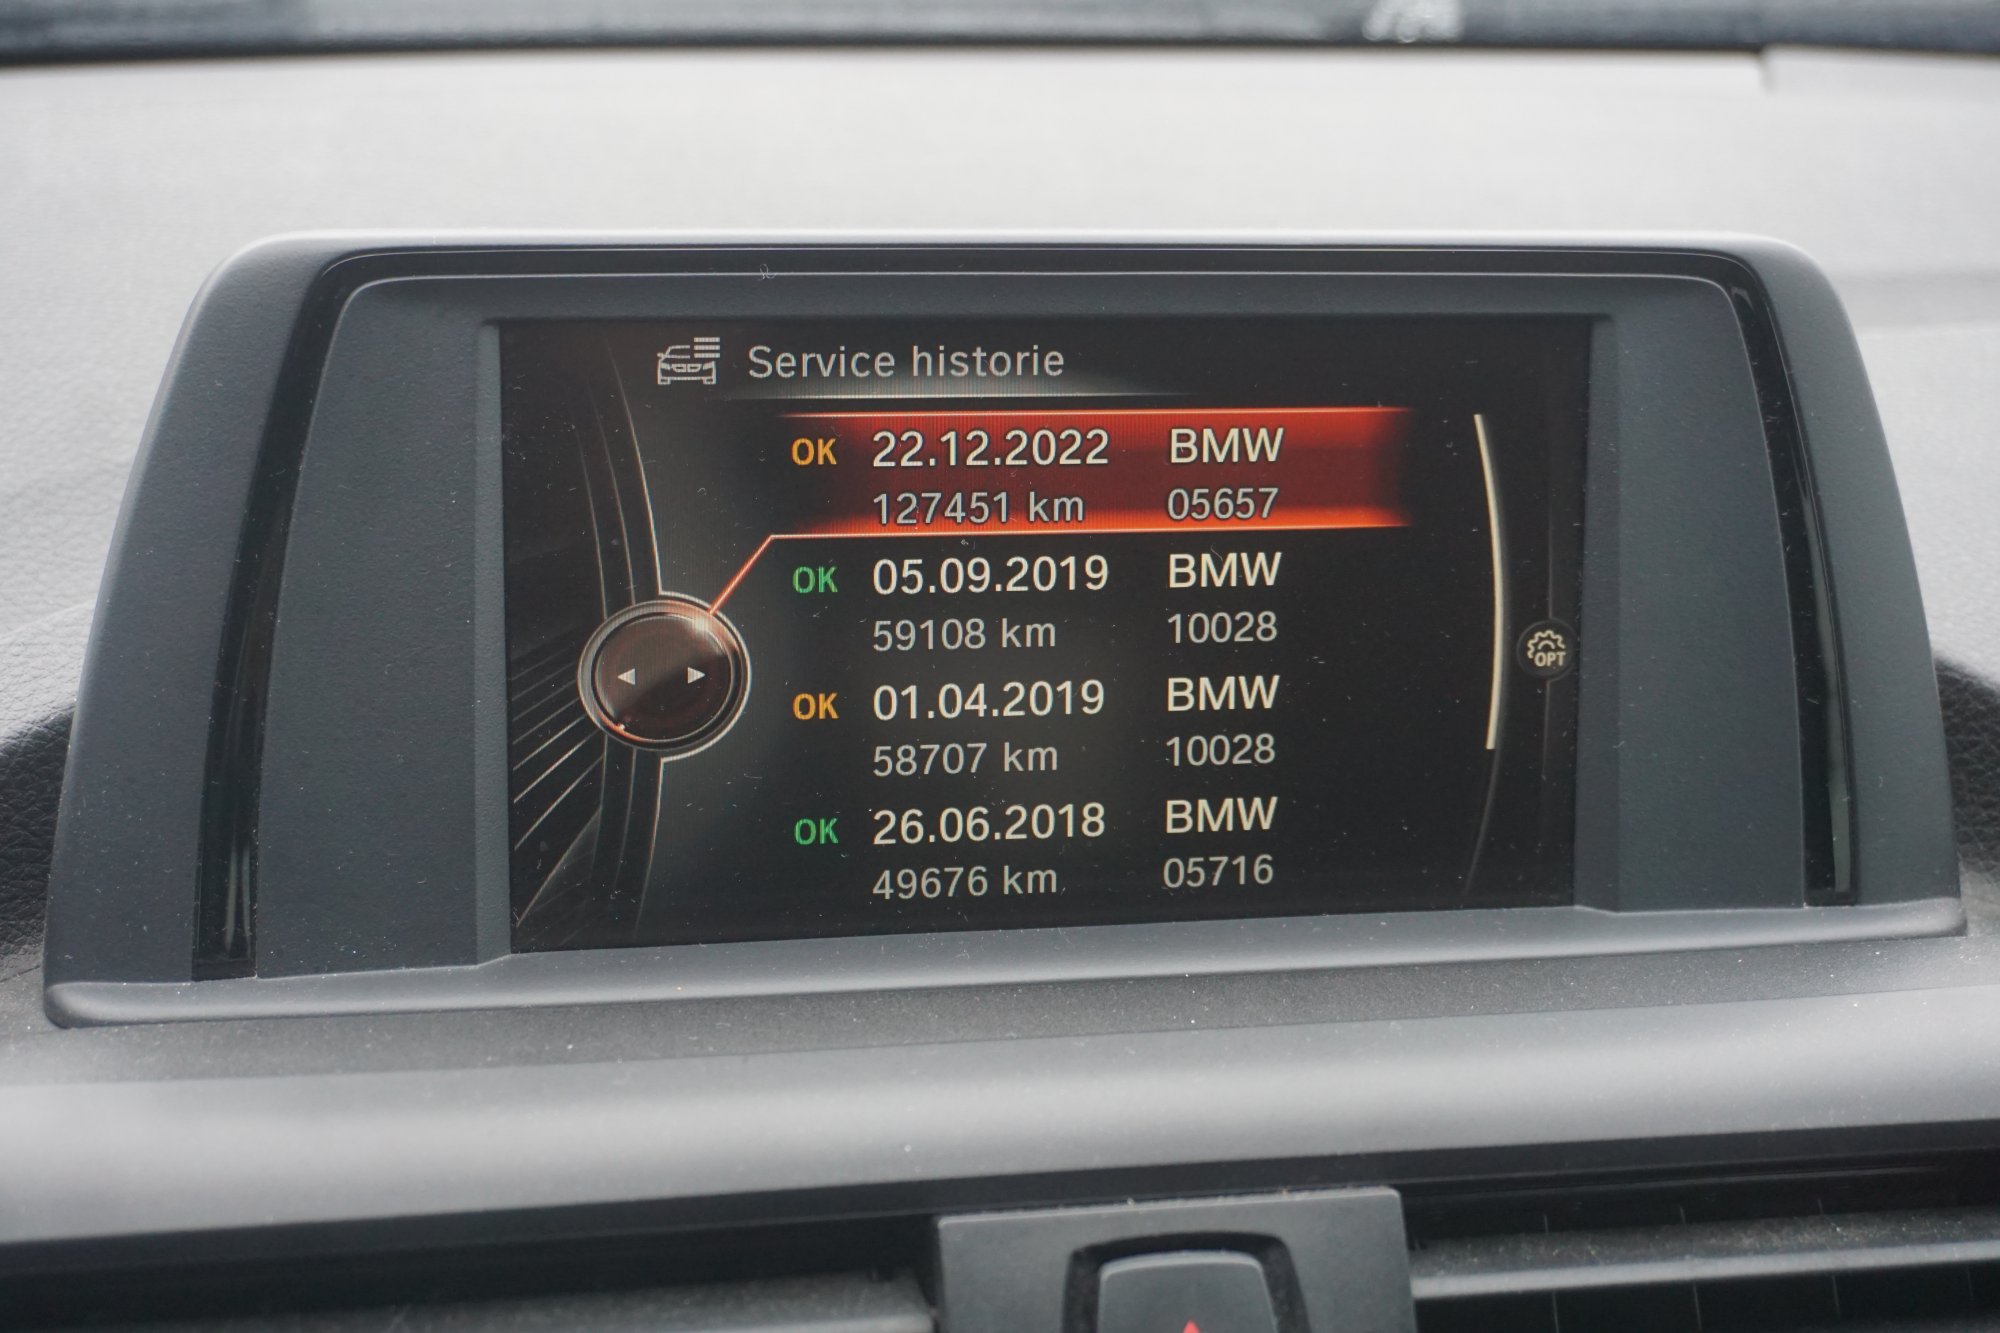 Service historie
OK 22.12.2022 BMW
127451 km 05657
OK 05.09.2019 BMW
59108 km 10028
OK 01.04.2019 BMW
58707 km 10028
OK 26.06.2018 BMW
49676 km 05716
OPT